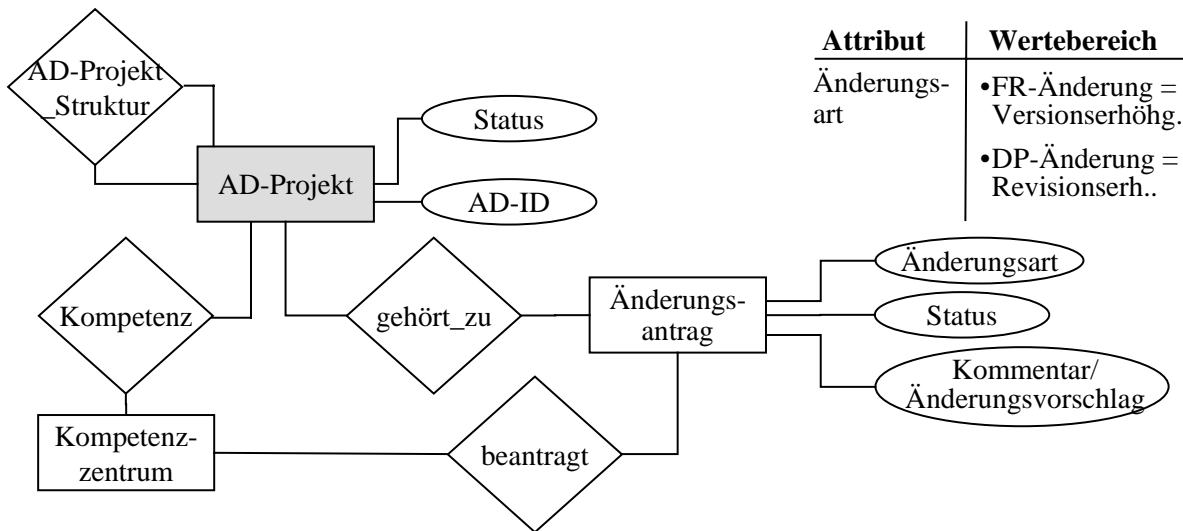 AD-Projekt
_Struktur
Status
AD-Projekt
AD-ID
Attribut
Wertebereich
Änderungs-
art
•FR-Änderung =
Versionserhöhg.
•DP-Änderung =
Revisionserh..
Kompetenz
gehört_zu
Änderungs-
antrag
Änderungsart
Status
Kommentar/
Änderungsvorschlag
Kompetenz-
zentrum
beantragt